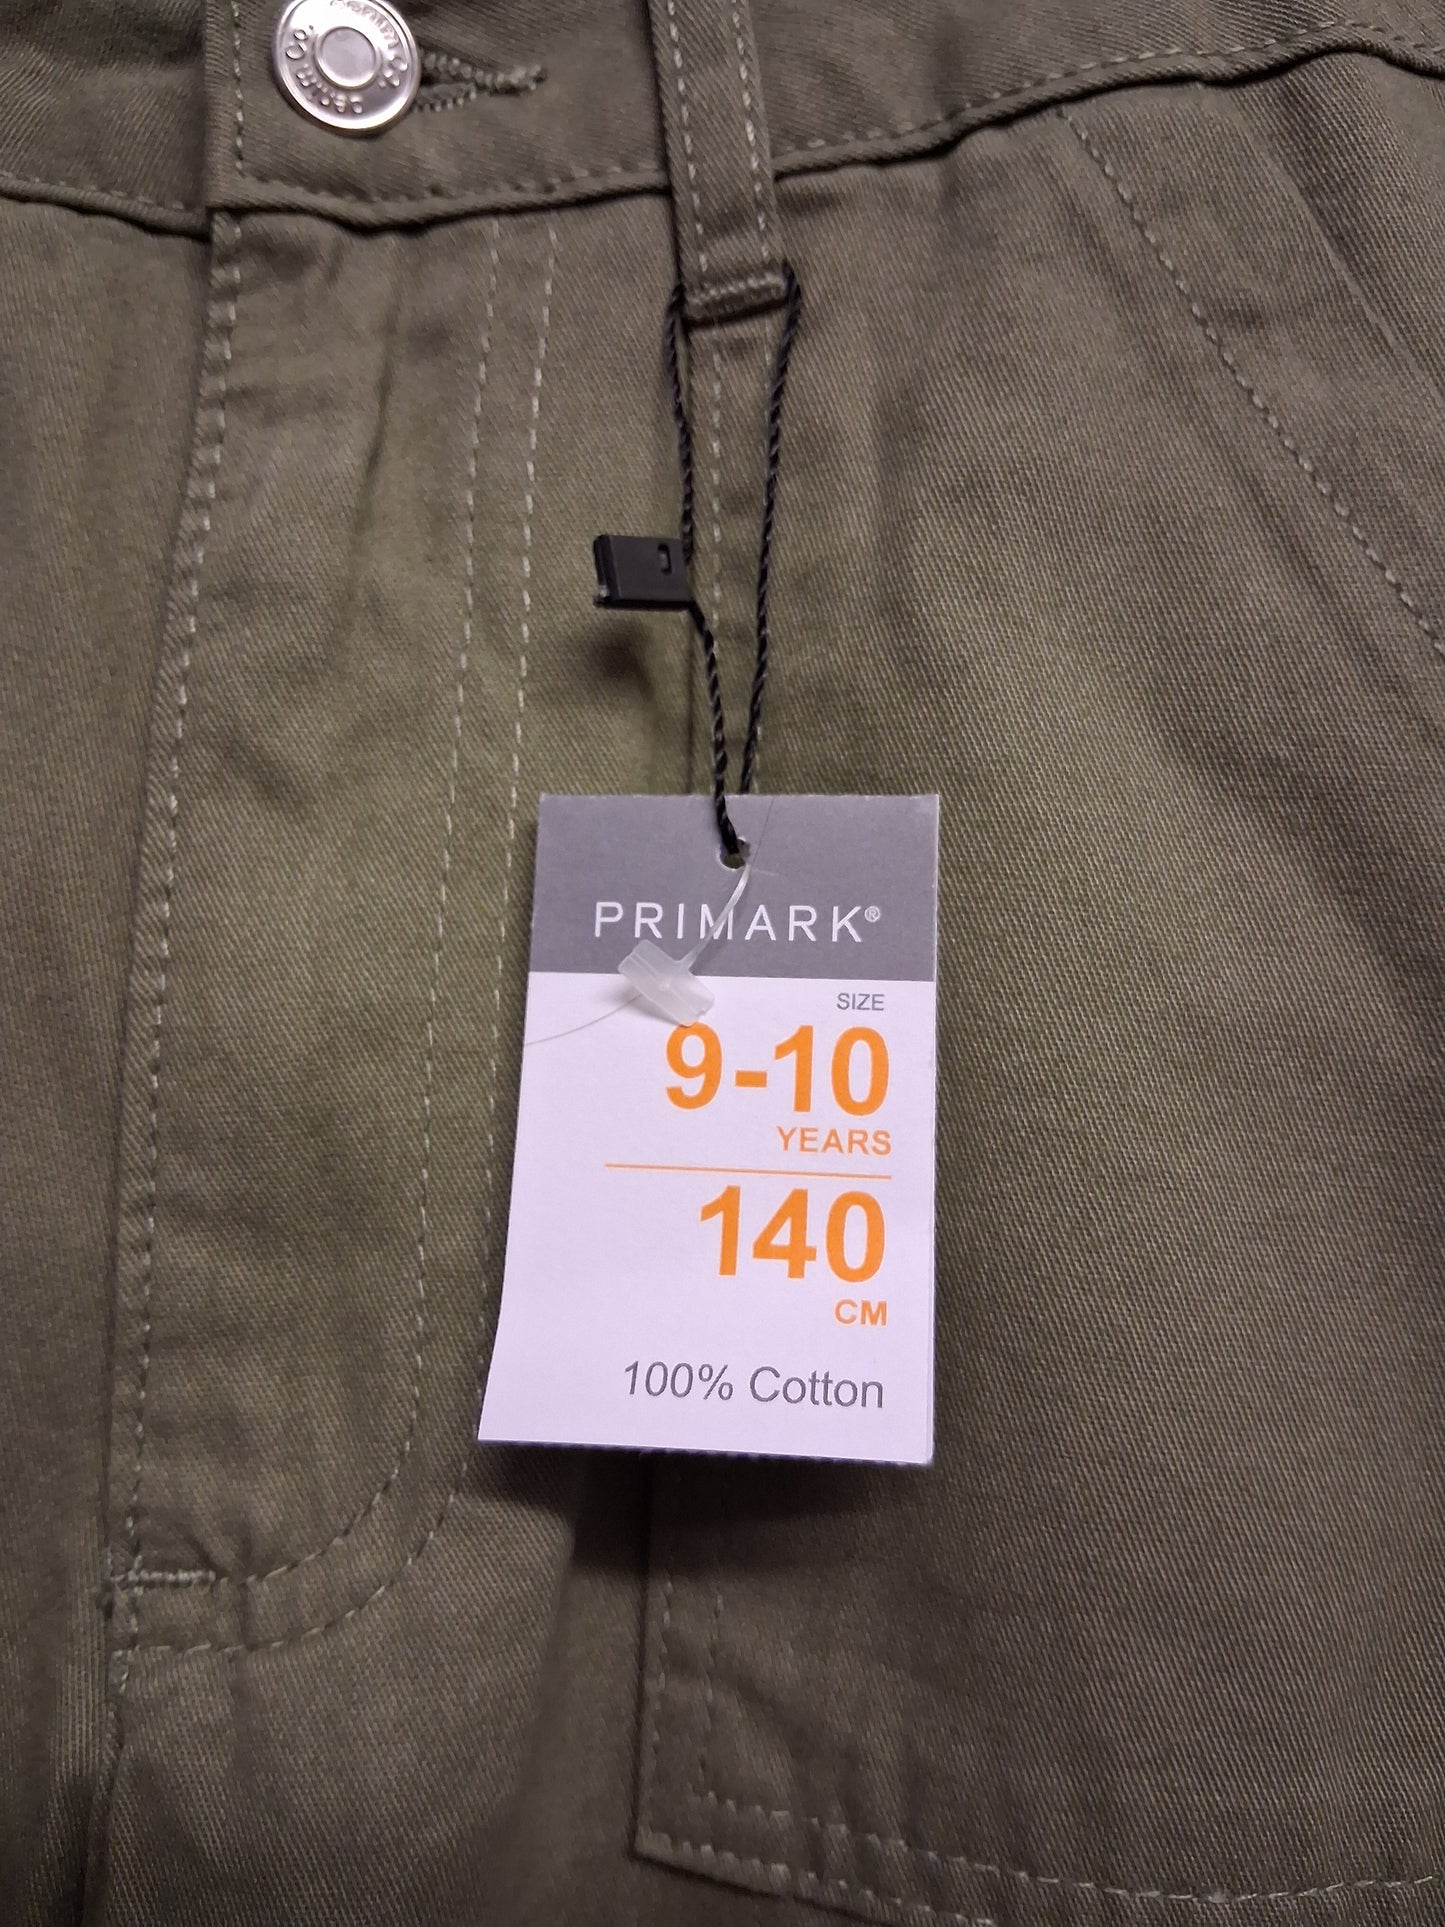 PRIMARK®
SIZE
9-10
YEARS
140
CM
100% Cotton